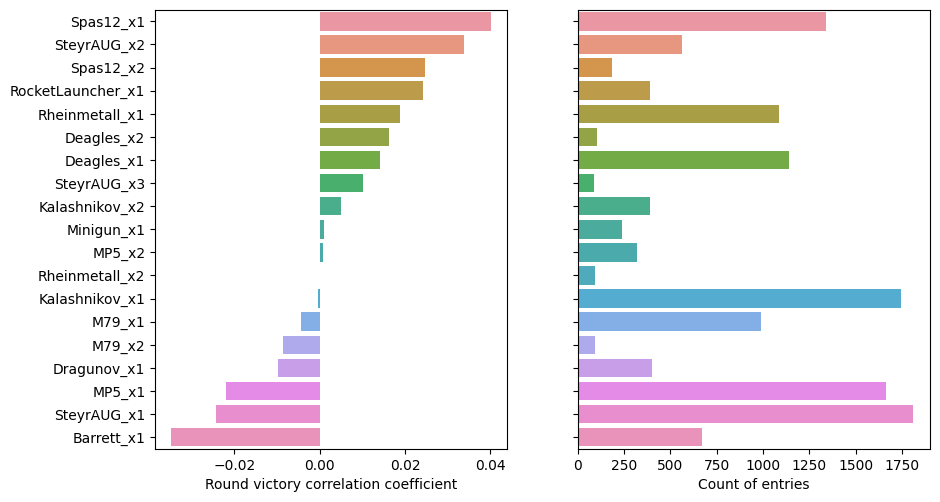 Spas12_x1
SteyrAUG_x2
Spas12_x2
RocketLauncher_x1
Rheinmetall_x1
Deagles_x2
Deagles_x1
SteyrAUG_x3
Kalashnikov_x2
Minigun_x1
MP5_x2
Rheinmetall_x2
Kalashnikov_x1
M79_x1
M79_x2
Dragunov_x1
MP5_x1
SteyrAUG_x1
Barrett_x1
−0.02 0.00 0.02 0.04
Round victory correlation coefficient
0 250 500 750 1000 1250 1500 1750
Count of entries